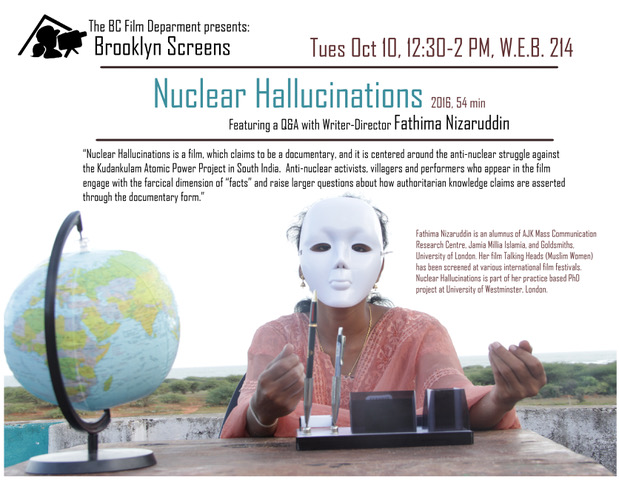 The BC Film Deparment presents:
Brooklyn Screens
Tues Oct 10, 12:30-2 PM, W.E.B. 214
Nuclear Hallucinations 2016, 54 min
Featuring a Q&A with Writer-Director Fathima Nizaruddin
"Nuclear Hallucinations is a film, which claims to be a documentary, and it is centered around the anti-nuclear struggle against
the Kudankulam Atomic Power Project in South India. Anti-nuclear activists, villagers and performers who appear in the film
engage with the farcical dimension of "facts" and raise larger questions about how authoritarian knowledge claims are asserted
through the documentary form."
Fathima Nizaruddin is an alumnus of AJK Mass Communication
Research Centre, Jamia Millia Islamia, and Goldsmiths,
University of London. Her film Talking Heads (Muslim Women)
has been screened at various international film festivals.
Nuclear Hallucinations is part of her practice based PhD
project at University of Westminster, London.